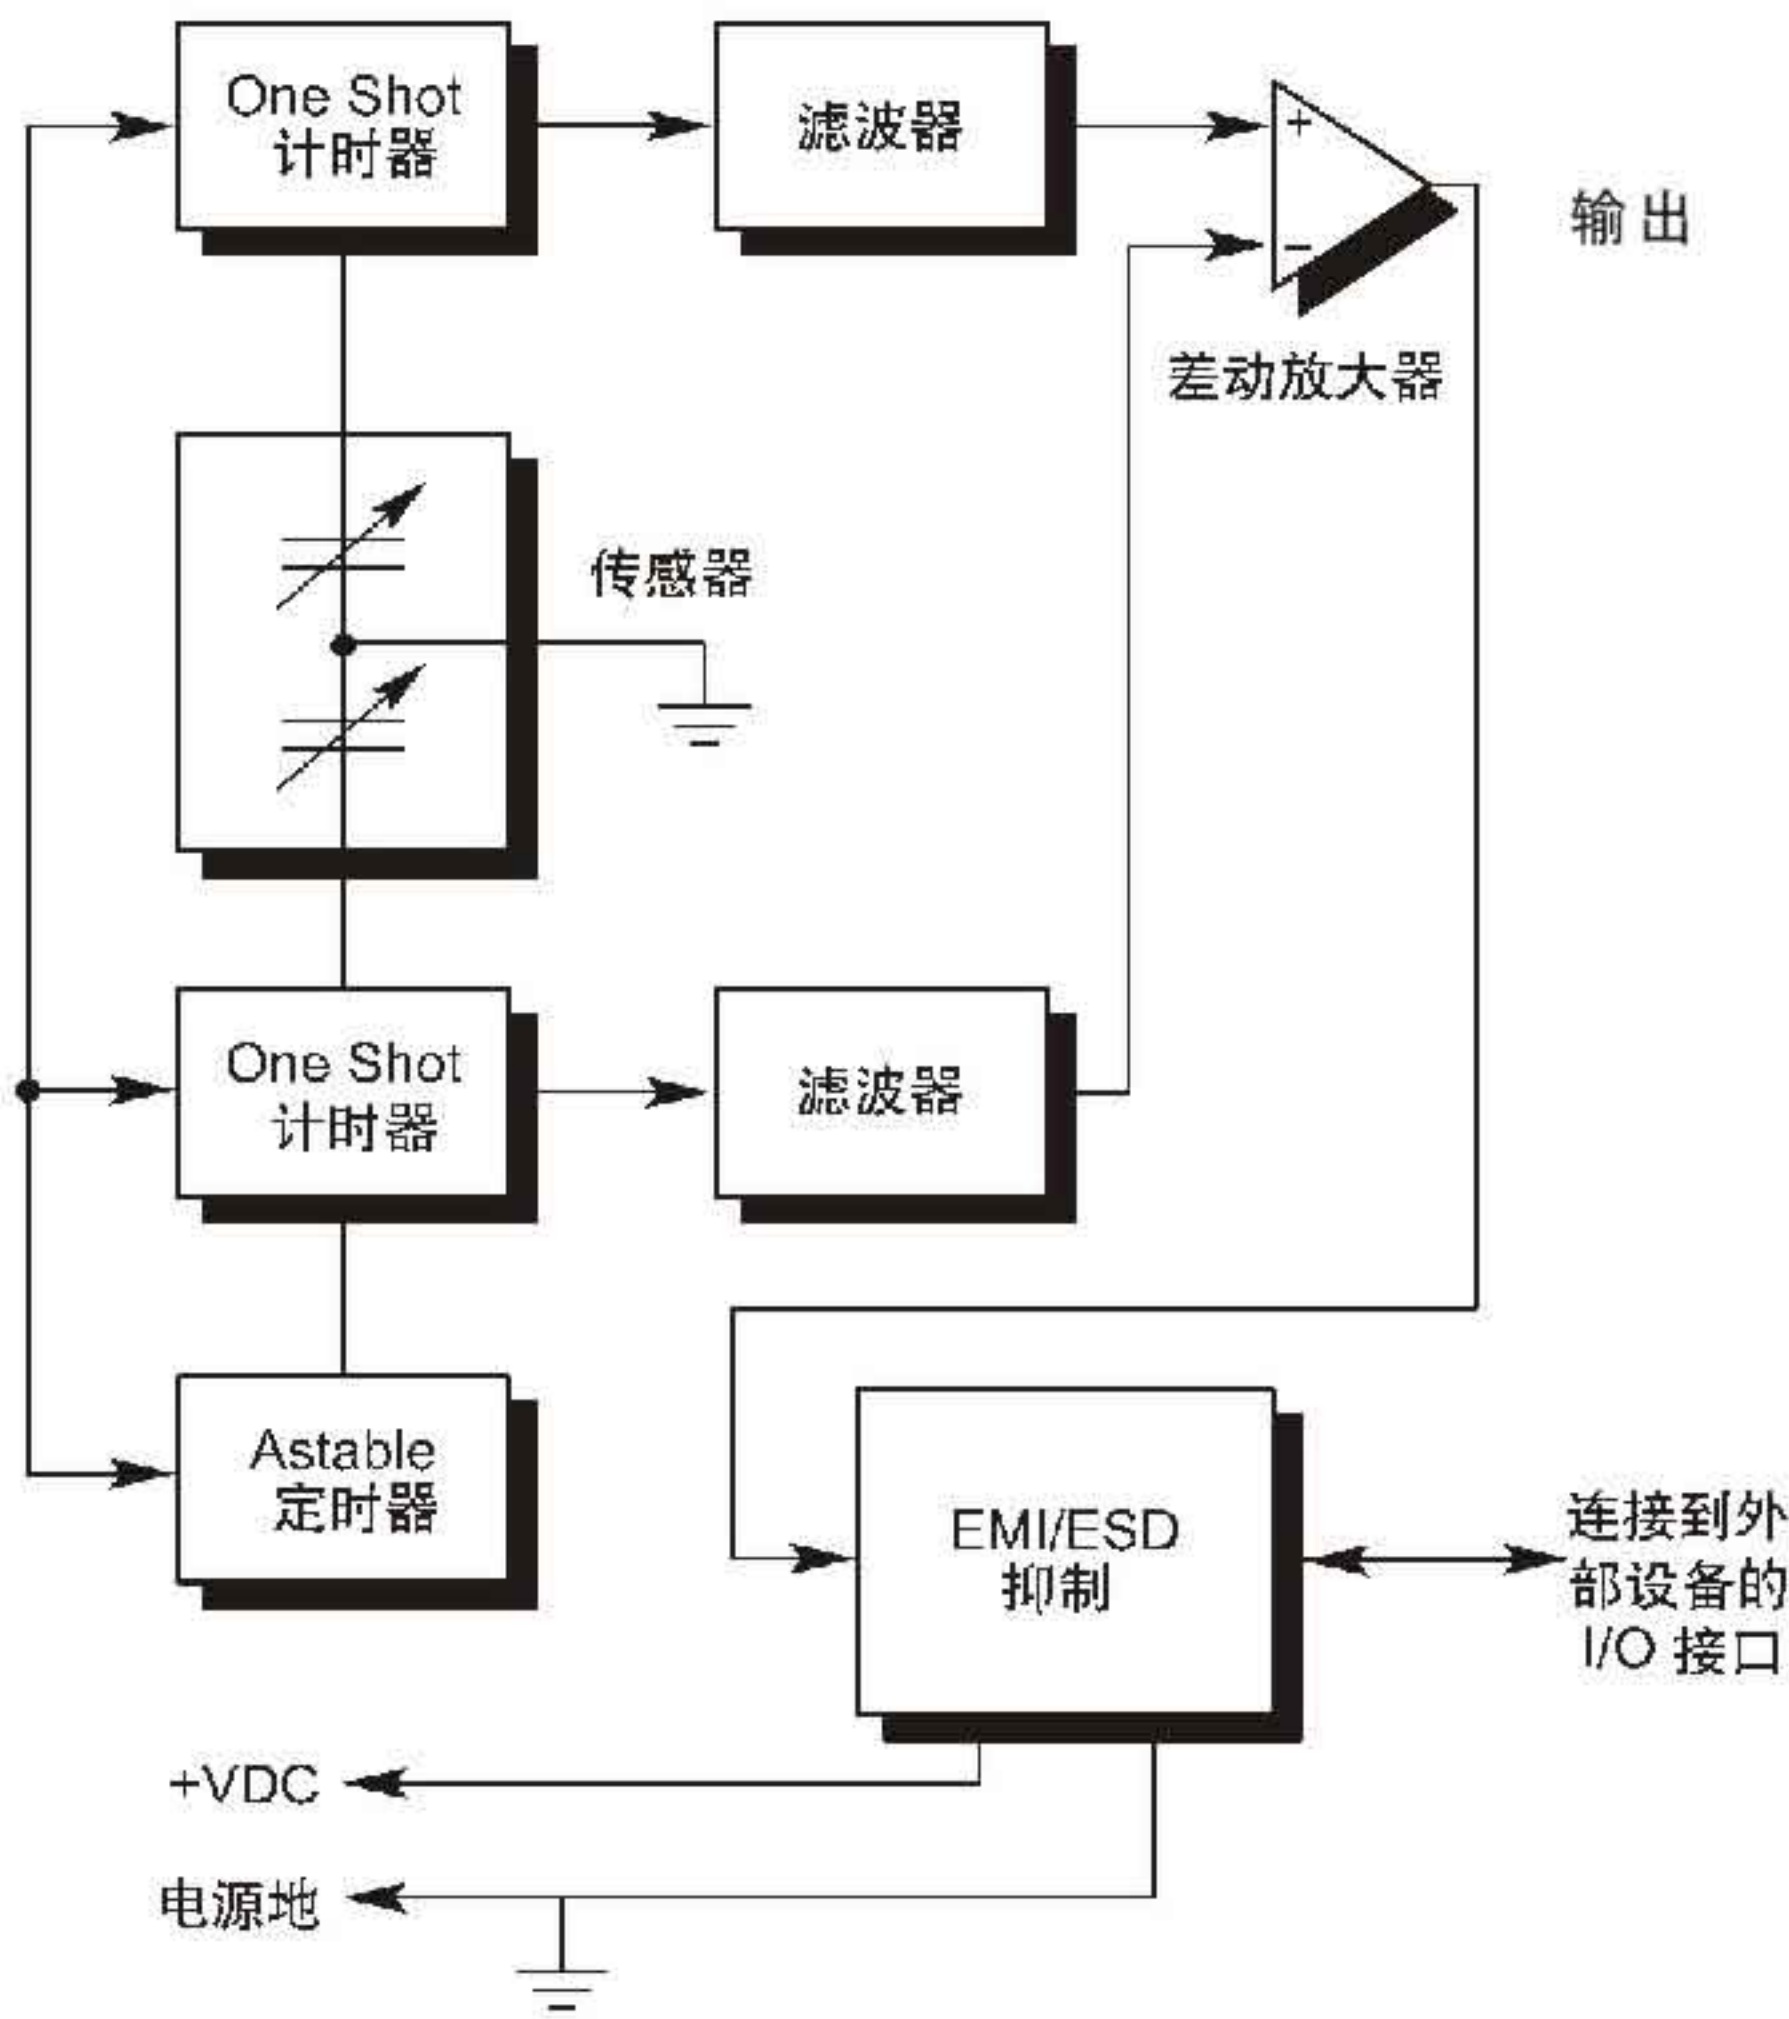 One Shot
计时器
滤波器
+
−
输出
差动放大器
传感器
One Shot
计时器
滤波器
Astable
定时器
EMI/ESD
抑制
连接到外
部设备的
I/O 接口
+VDC
电源地